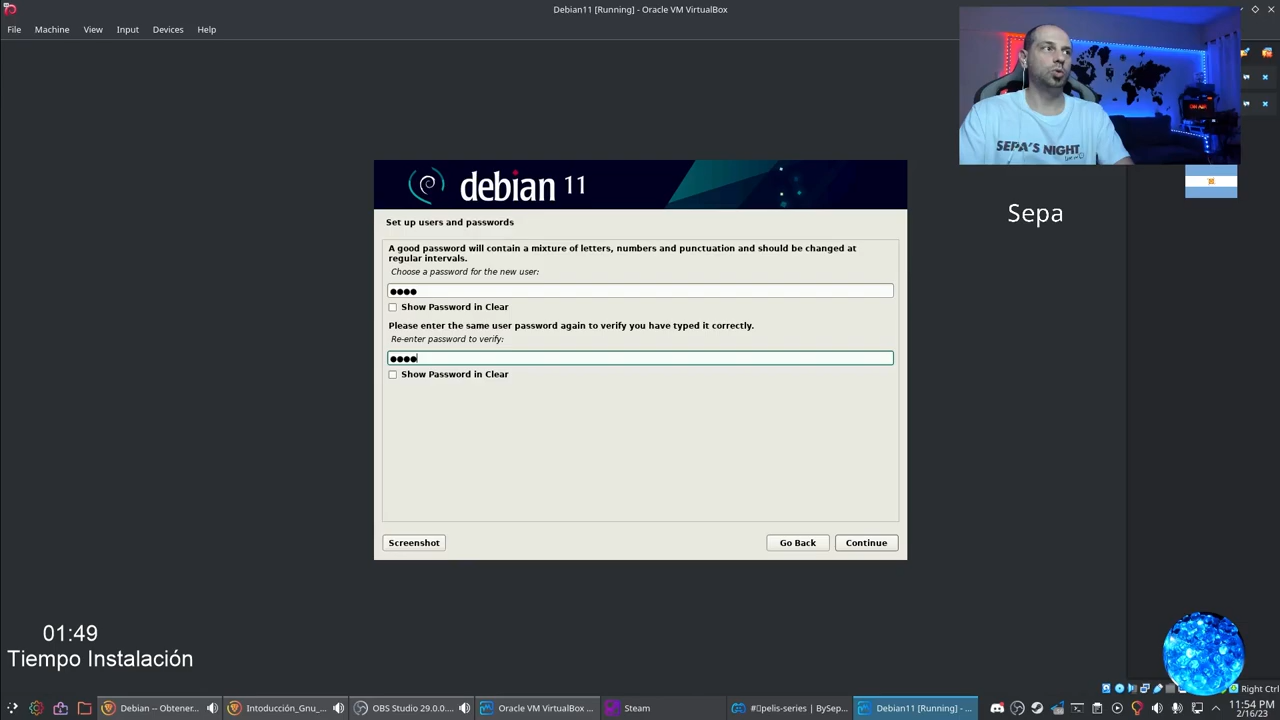 Debian11 [Running] - Oracle VM VirtualBox
File Machine View Input Devices Help
SEPA'S NIGHT
Sepa
debian 11
Set up users and passwords
A good password will contain a mixture of letters, numbers and punctuation and should be changed at
regular intervals.
Choose a password for the new user:
●●●●
Show Password in Clear
Please enter the same user password again to verify you have typed it correctly.
Re-enter password to verify:
●●●●
Show Password in Clear
Screenshot Go Back Continue
01:49
Tiempo Instalación
Right Ctrl
Debian -- Obtener... Intoducción_Gnu_... OBS Studio 29.0.0... Oracle VM VirtualBox ... Steam Debian11 [Running] - ...
11:54 PM
2/16/23